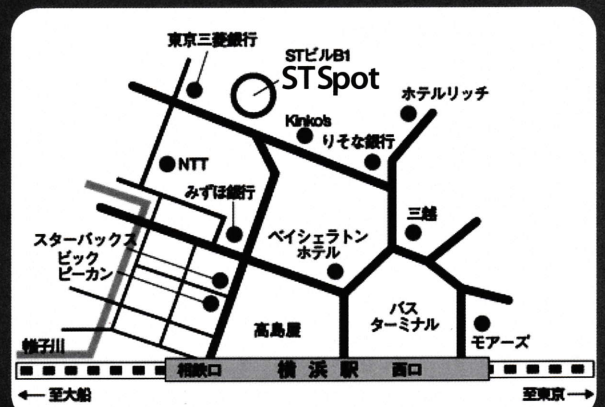 東京三菱銀行
STビルB1
STSpot
ホテルリッチ
Kinko's
りそな銀行
NTT
みずほ銀行
三越
スターバックス
ビック
ピーカン
ベイシェラトン
ホテル
バス
ターミナル
高島屋
モアーズ
帷子川
相鉄口
横浜駅
西口
←至大船
至東京→